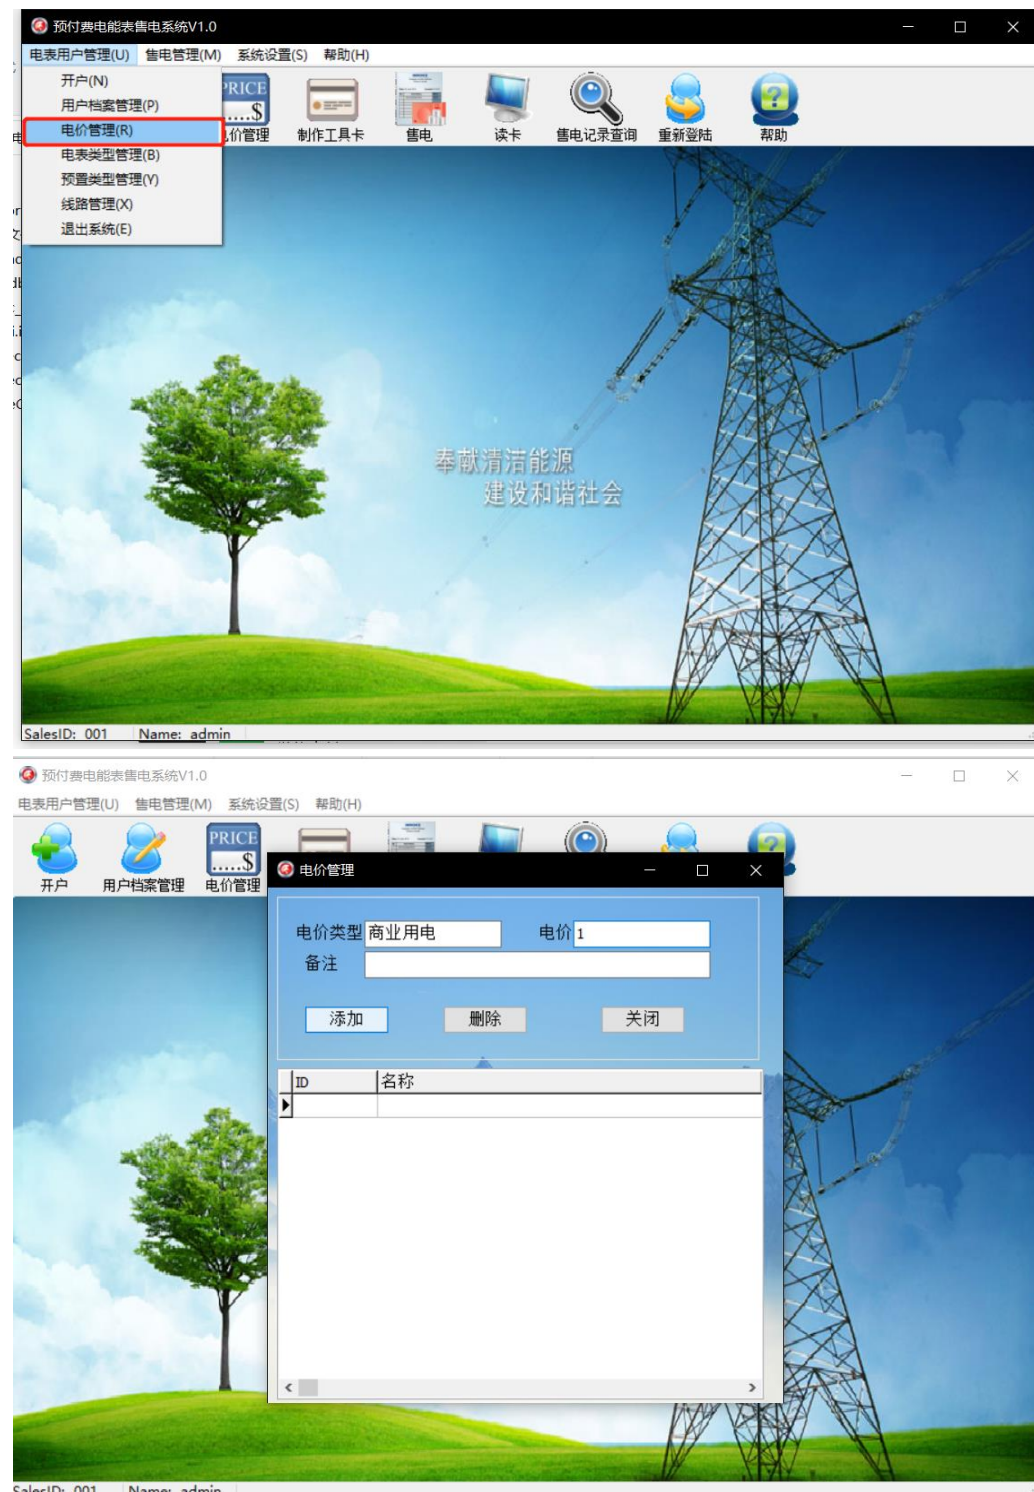 预付费电能表售电系统V1.0
电表用户管理(U) 售电管理(M) 系统设置(S) 帮助(H)
开户(N)
用户档案管理(P)
电价管理(R)
电表类型管理(B)
预置类型管理(Y)
线路管理(X)
退出系统(E)
PRICE
.....$
价管理 制作工具卡 售电 读卡 售电记录查询 重新登陆 帮助
奉献清洁能源
建设和谐社会
SalesID: 001 Name: admin
预付费电能表售电系统V1.0
电表用户管理(U) 售电管理(M) 系统设置(S) 帮助(H)
PRICE
.....$
开户 用户档案管理 电价管理
电价管理
电价类型 商业用电 电价 1
备注
添加 删除 关闭
ID 名称
SalesID: 001 Name: admin